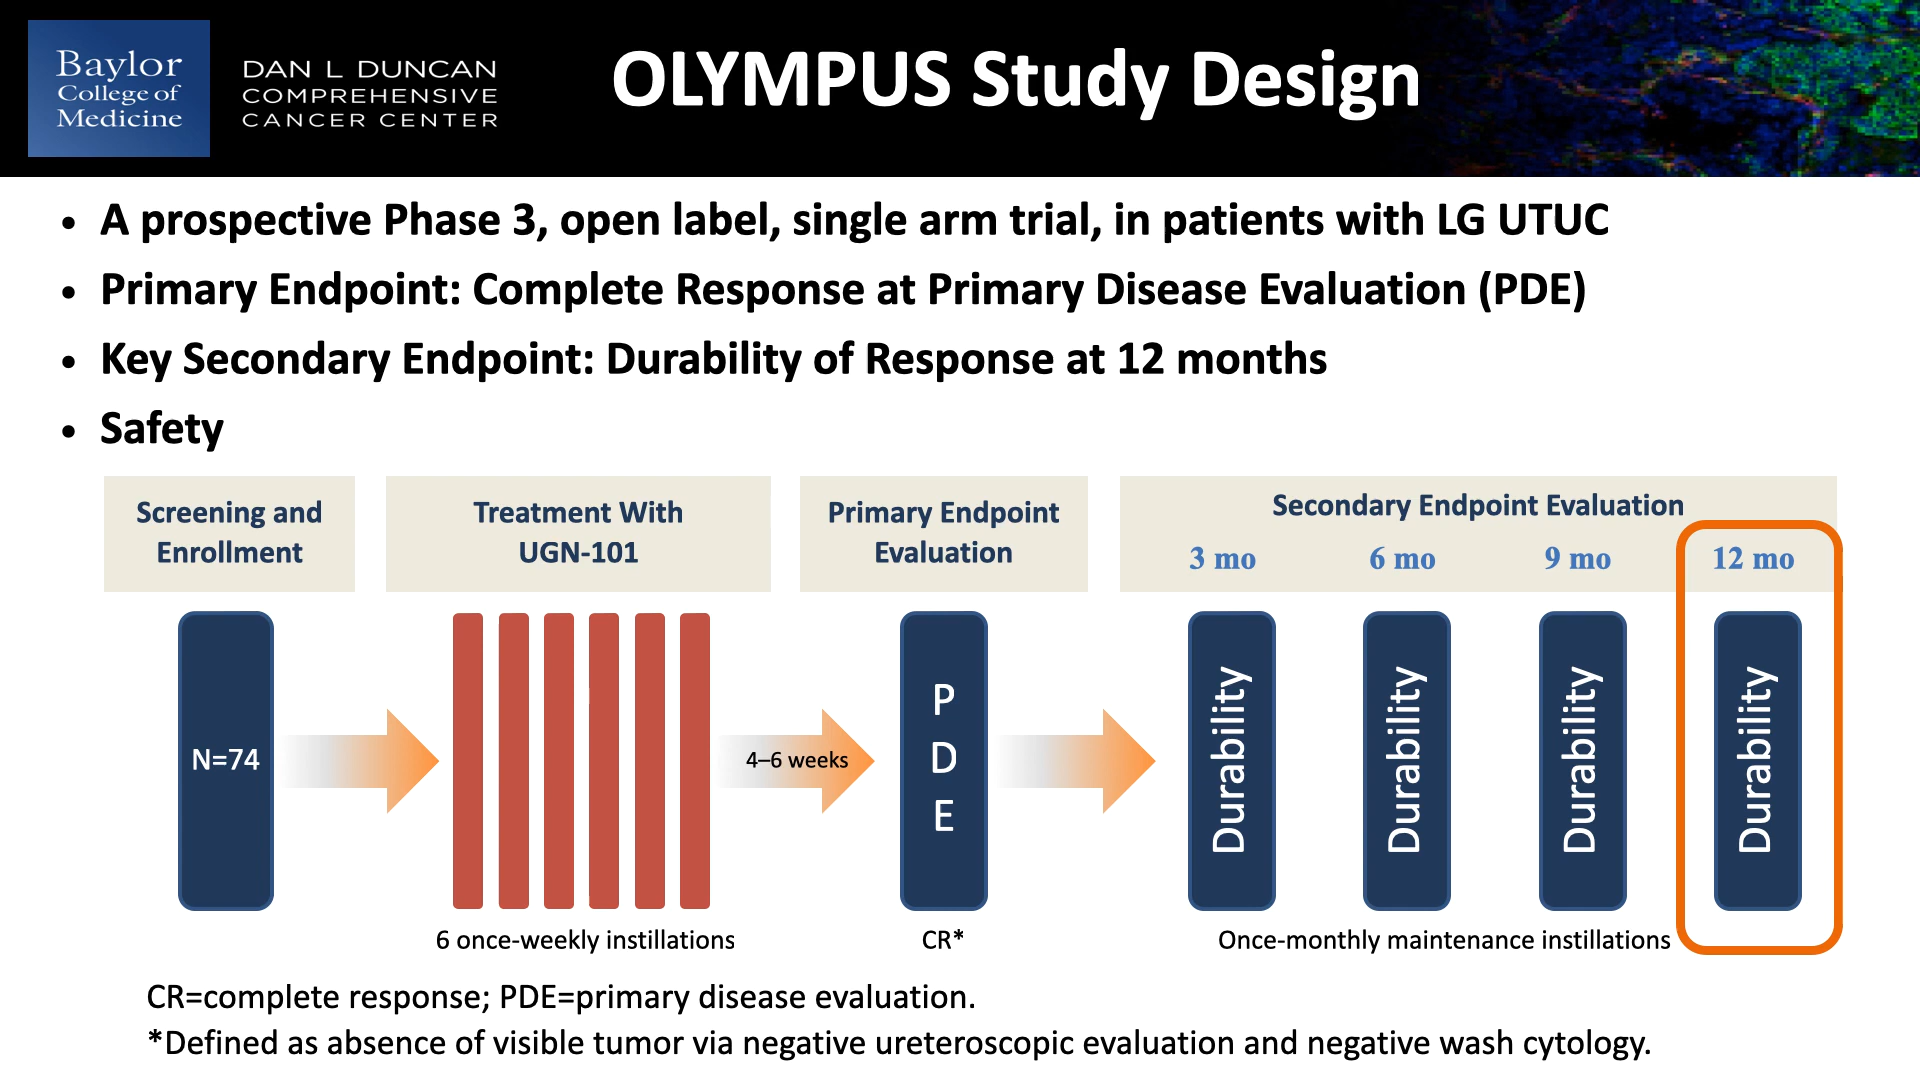 Baylor
College of
Medicine
DAN L DUNCAN
COMPREHENSIVE
CANCER CENTER
OLYMPUS Study Design
• A prospective Phase 3, open label, single arm trial, in patients with LG UTUC
• Primary Endpoint: Complete Response at Primary Disease Evaluation (PDE)
• Key Secondary Endpoint: Durability of Response at 12 months
• Safety
Screening and
Enrollment
Treatment With
UGN-101
Primary Endpoint
Evaluation
Secondary Endpoint Evaluation
3 mo
6 mo
9 mo
12 mo
N=74
4–6 weeks
P
D
E
Durability
Durability
Durability
Durability
6 once-weekly instillations
CR*
Once-monthly maintenance instillations
CR=complete response; PDE=primary disease evaluation.
*Defined as absence of visible tumor via negative ureteroscopic evaluation and negative wash cytology.